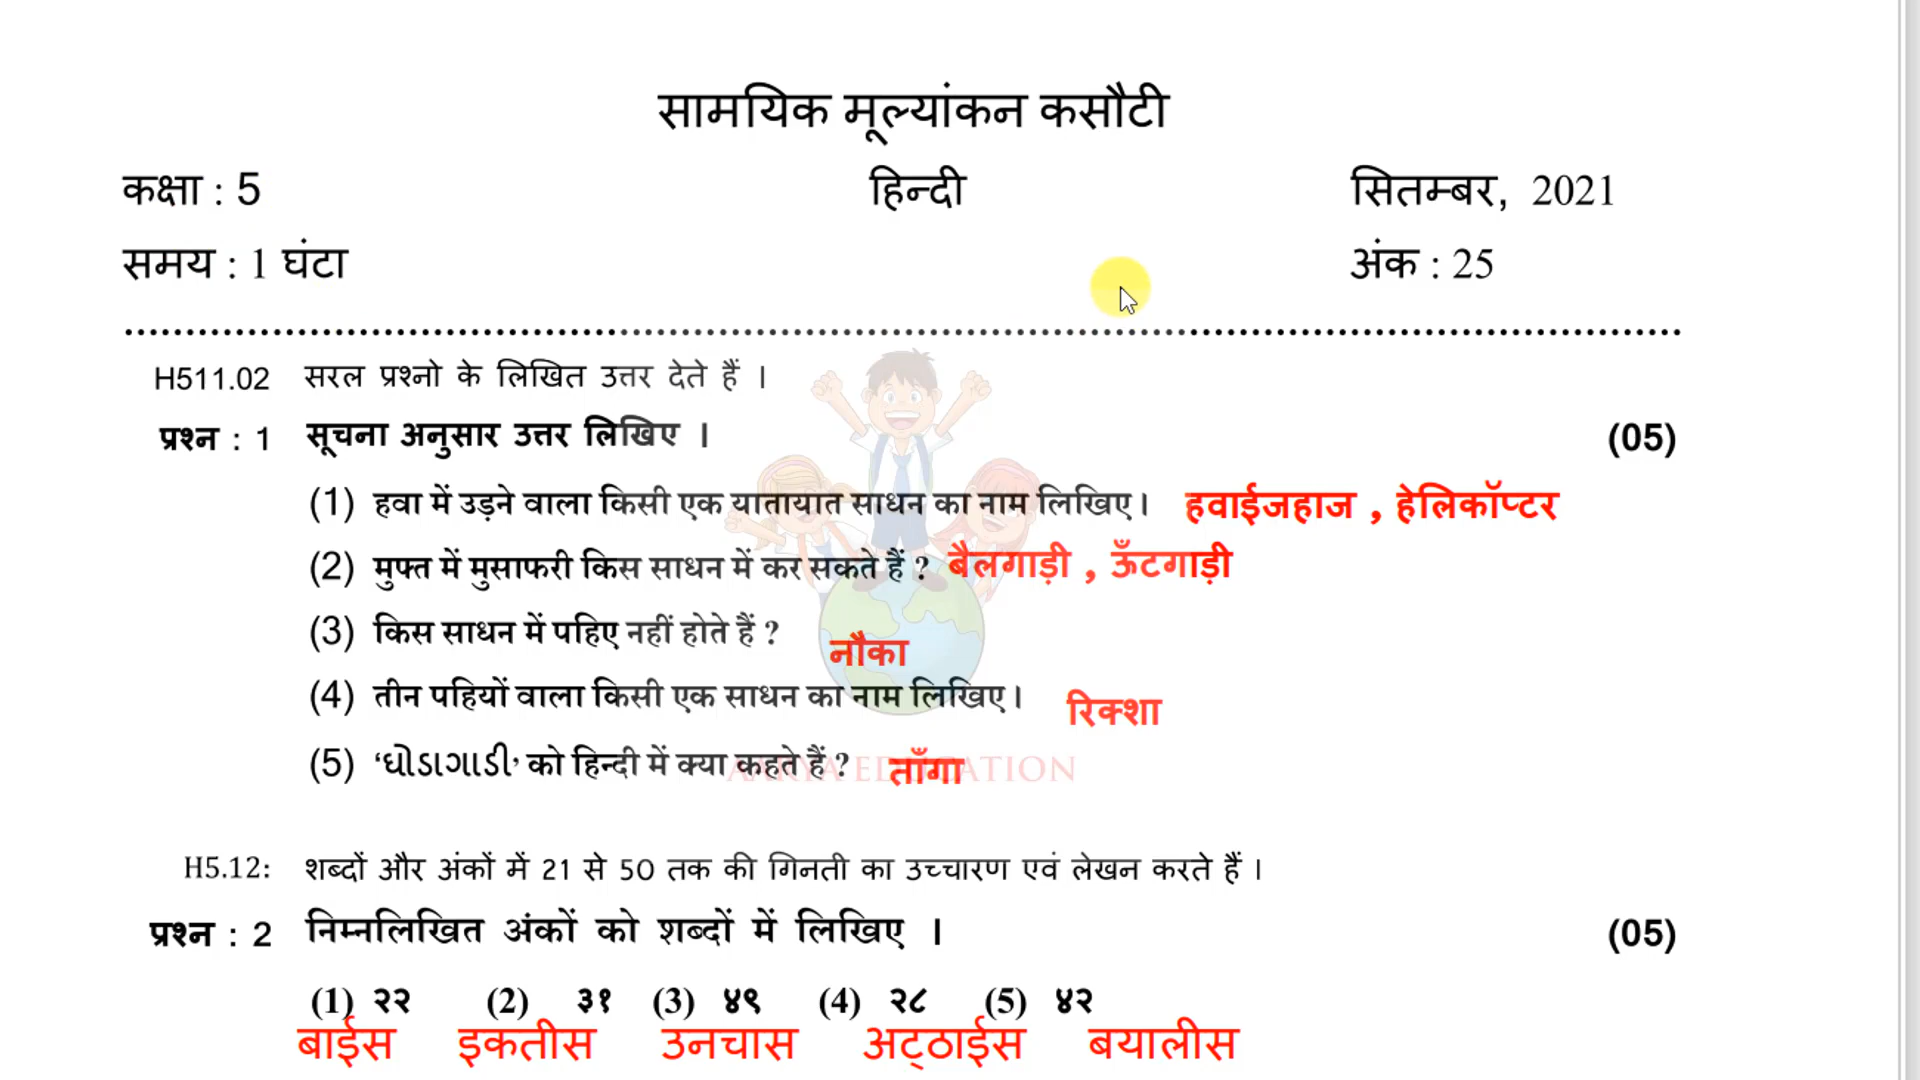 सामयिक मूल्यांकन कसौटी
कक्षा : 5 हिन्दी सितम्बर, 2021
समय : 1 घंटा अंक : 25
H511.02 सरल प्रश्नो के लिखित उत्तर देते हैं ।
प्रश्न : 1 सूचना अनुसार उत्तर लिखिए । (05)
(1) हवा में उड़ने वाला किसी एक यातायात साधन का नाम लिखिए। हवाईजहाज , हेलिकॉप्टर
(2) मुफ्त में मुसाफरी किस साधन में कर सकते हैं ? बैलगाड़ी , ऊँटगाड़ी
(3) किस साधन में पहिए नहीं होते हैं ? नौका
(4) तीन पहियों वाला किसी एक साधन का नाम लिखिए। रिक्शा
(5) ‘ઘોડાગાડી’ को हिन्दी में क्या कहते हैं ? ताँगा
AARYA EDUCATION
H5.12: शब्दों और अंकों में 21 से 50 तक की गिनती का उच्चारण एवं लेखन करते हैं ।
प्रश्न : 2 निम्नलिखित अंकों को शब्दों में लिखिए । (05)
(1) २२ (2) ३१ (3) ४९ (4) २८ (5) ४२
बाईस इकतीस उनचास अट्ठाईस बयालीस